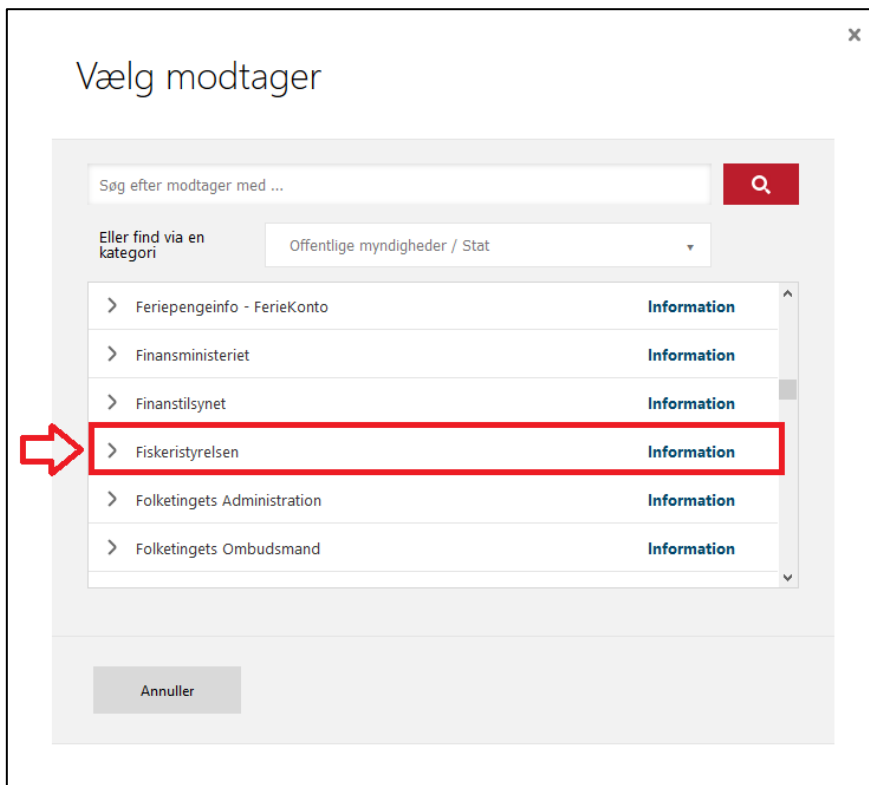 Vælg modtager
Søg efter modtager med ...
Eller find via en
kategori
Offentlige myndigheder / Stat
Feriepengeinfo - FerieKonto Information
Finansministeriet Information
Finanstilsynet Information
Fiskeristyrelsen Information
Folketingets Administration Information
Folketingets Ombudsmand Information
Annuller